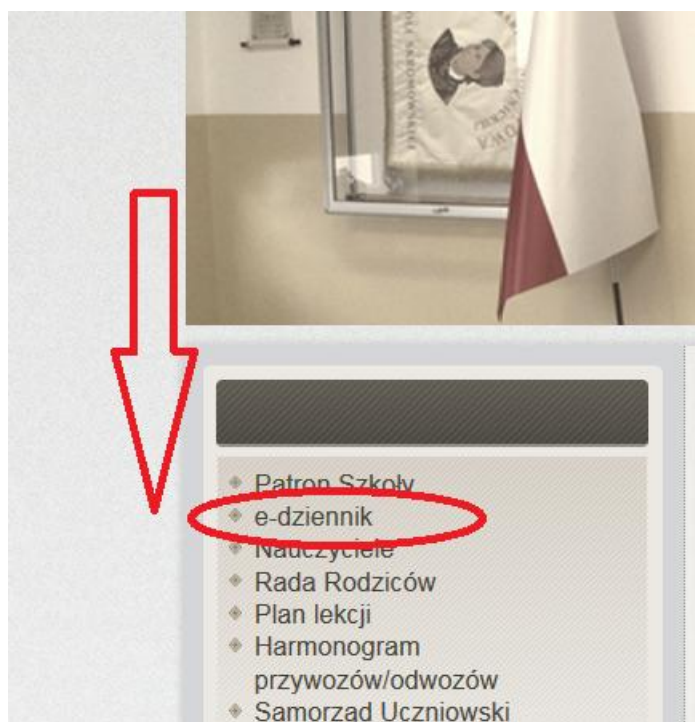 Patron Szkoły
e-dziennik
Nauczyciele
Rada Rodziców
Plan lekcji
Harmonogram
przywozów/odwozów
Samorząd Uczniowski